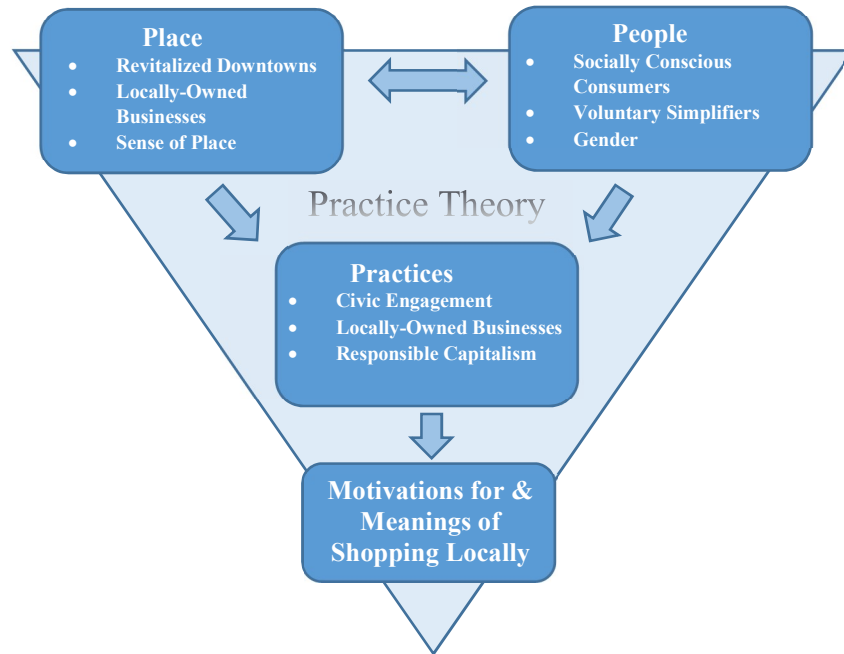 Place
• Revitalized Downtowns
• Locally-Owned
Businesses
• Sense of Place
People
• Socially Conscious
Consumers
• Voluntary Simplifiers
• Gender
Practice Theory
Practices
• Civic Engagement
• Locally-Owned Businesses
• Responsible Capitalism
Motivations for &
Meanings of
Shopping Locally